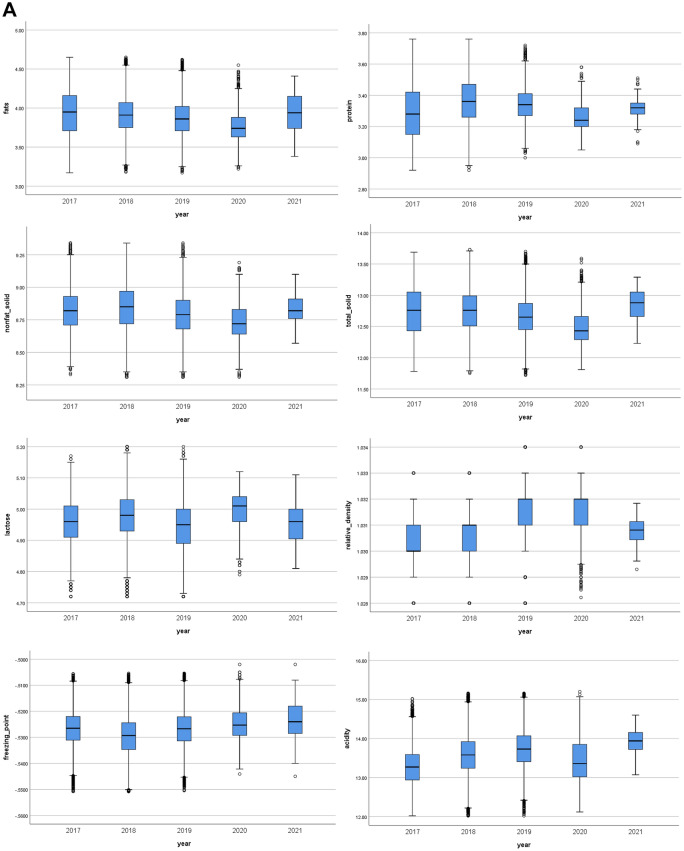 A
fats
5.00
4.50
4.00
3.50
3.00
2017 2018 2019 2020 2021
year
protein
3.80
3.60
3.40
3.20
3.00
2.80
2017 2018 2019 2020 2021
year
nonfat_solid
9.25
9.00
8.75
8.50
8.25
2017 2018 2019 2020 2021
year
total_solid
14.00
13.50
13.00
12.50
12.00
11.50
2017 2018 2019 2020 2021
year
lactose
5.20
5.10
5.00
4.90
4.80
4.70
2017 2018 2019 2020 2021
year
relative_density
1.034
1.033
1.032
1.031
1.030
1.029
1.028
2017 2018 2019 2020 2021
year
freezing_point
-.5000
-.5100
-.5200
-.5300
-.5400
-.5500
-.5600
2017 2018 2019 2020 2021
year
acidity
16.00
15.00
14.00
13.00
12.00
2017 2018 2019 2020 2021
year